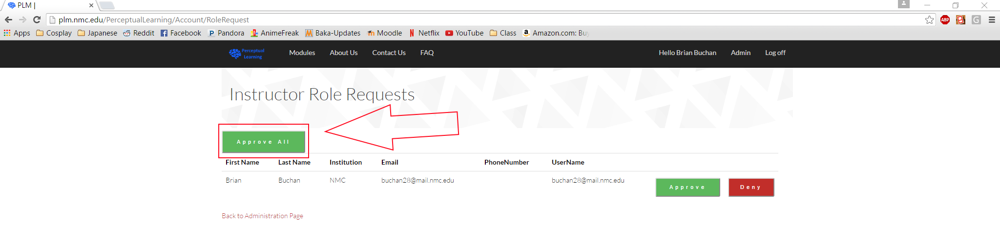 PLM |
plm.nmc.edu/PerceptualLearning/Account/RoleRequest
ABP
G
Apps Cosplay Japanese Reddit Facebook Pandora AnimeFreak Baka-Updates Moodle Netflix YouTube Class Amazon.com: Bu
Perceptual
Learning
Modules About Us Contact Us FAQ Hello Brian Buchan Admin Log off
Instructor Role Requests
Approve All
First Name Last Name Institution Email PhoneNumber UserName
Brian Buchan NMC buchan28@mail.nmc.edu buchan28@mail.nmc.edu Approve Deny
Back to Administration Page